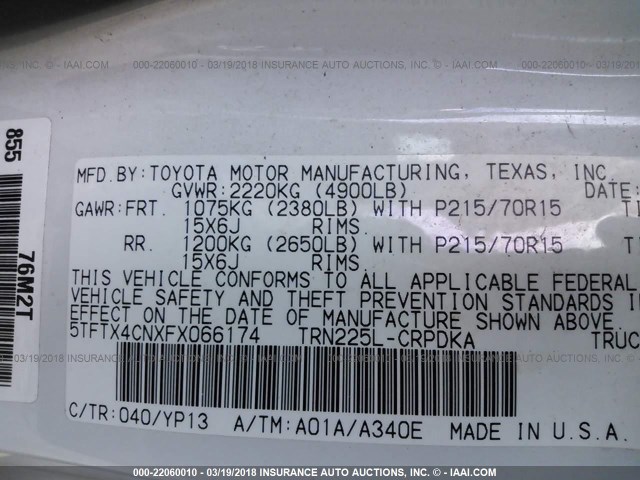 000-22060010 - 03/19/2018 INSURANCE AUTO AUCTIONS, INC. - © IAAI.COM
MFD.BY:TOYOTA MOTOR MANUFACTURING, TEXAS, INC.
GVWR:2220KG (4900LB) DATE:
GAWR:FRT. 1075KG (2380LB) WITH P215/70R15
15X6J RIMS.
RR. 1200KG (2650LB) WITH P215/70R15
15X6J RIMS.
THIS VEHICLE CONFORMS TO ALL APPLICABLE FEDERAL
VEHICLE SAFETY AND THEFT PREVENTION STANDARDS
EFFECT ON THE DATE OF MANUFACTURE SHOWN ABOVE.
5TFTX4CNXFX066174 TRN225L-CRPDKA TRUC
C/TR:040/YP13 A/TM:A01A/A340E MADE IN U.S.A.
855 76M2T
000-22060010 - 03/19/2018 INSURANCE AUTO AUCTIONS, INC. - © IAAI.COM